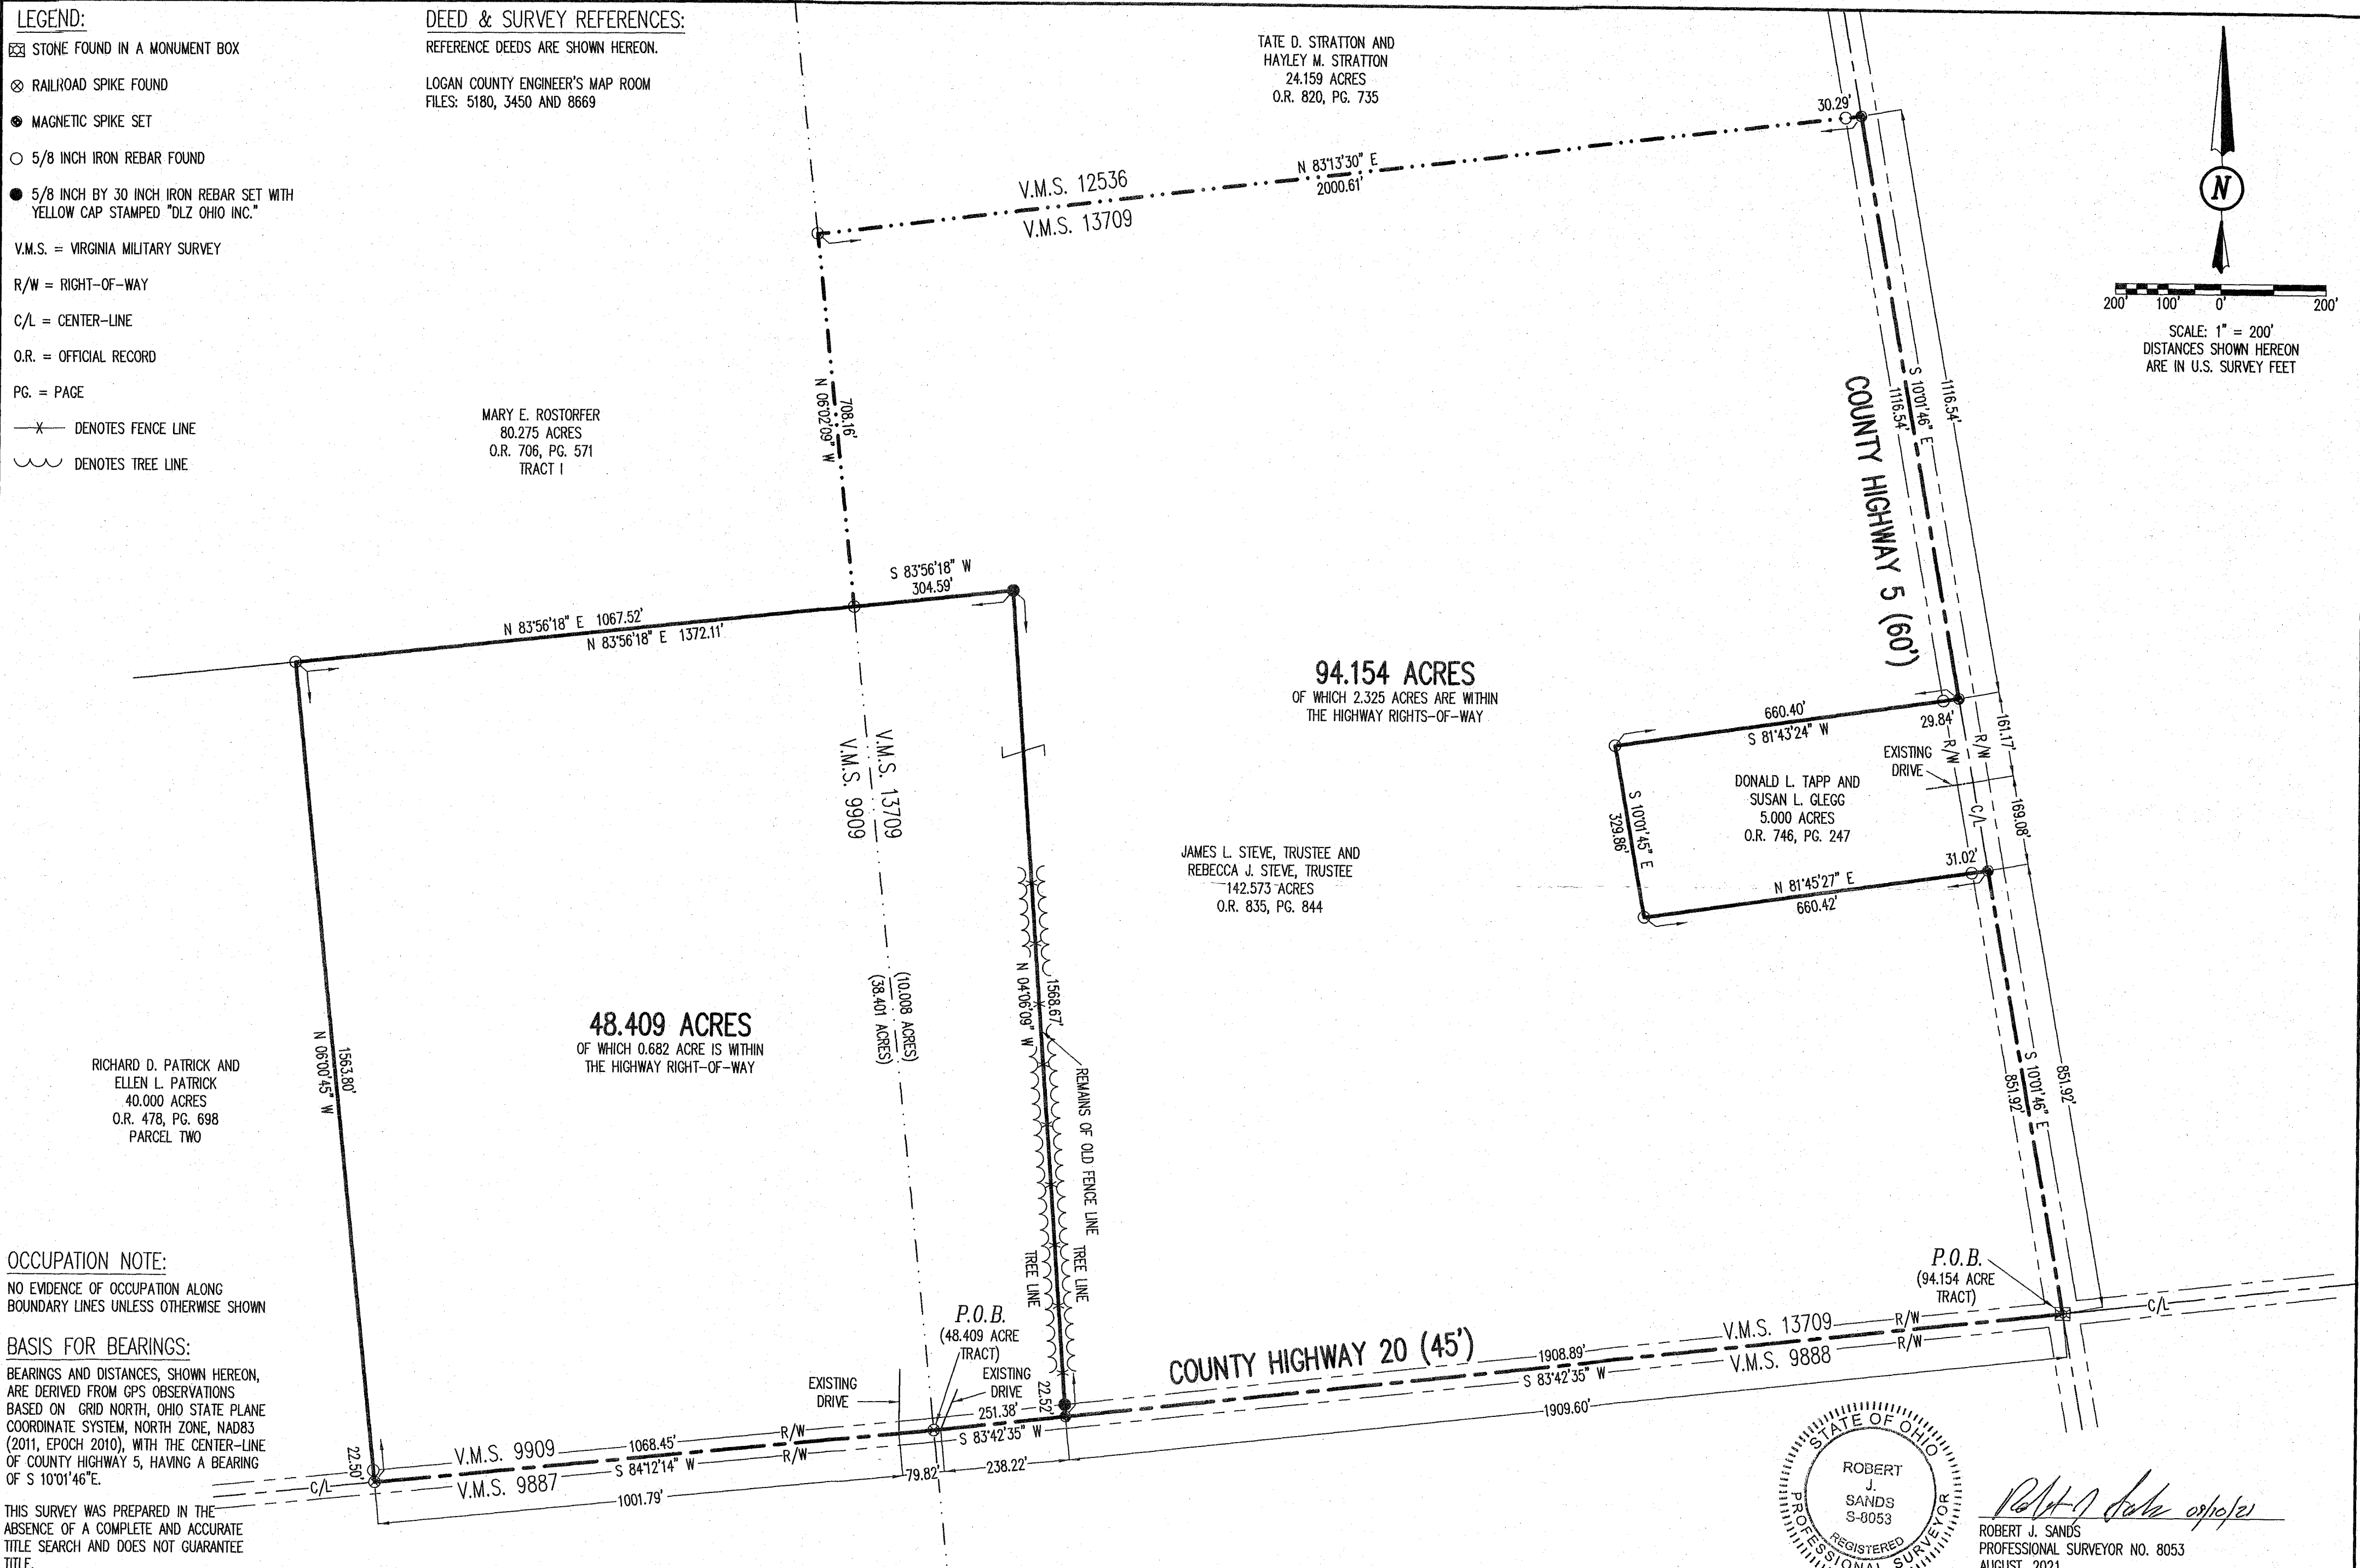 LEGEND:
STONE FOUND IN A MONUMENT BOX
RAILROAD SPIKE FOUND
MAGNETIC SPIKE SET
5/8 INCH IRON REBAR FOUND
5/8 INCH BY 30 INCH IRON REBAR SET WITH
YELLOW CAP STAMPED "DLZ OHIO INC."
V.M.S. = VIRGINIA MILITARY SURVEY
R/W = RIGHT-OF-WAY
C/L = CENTER-LINE
O.R. = OFFICIAL RECORD
PG. = PAGE
X DENOTES FENCE LINE
DENOTES TREE LINE
DEED & SURVEY REFERENCES:
REFERENCE DEEDS ARE SHOWN HEREON.
LOGAN COUNTY ENGINEER'S MAP ROOM
FILES: 5180, 3450 AND 8669
TATE D. STRATTON AND
HAYLEY M. STRATTON
24.159 ACRES
O.R. 820, PG. 735
30.29'
N 83°13'30" E
2000.61'
V.M.S. 12536
V.M.S. 13709
N
200' 100' 0' 200'
SCALE: 1" = 200'
DISTANCES SHOWN HEREON
ARE IN U.S. SURVEY FEET
708.16'
N 06°02'09" W
MARY E. ROSTORFER
80.275 ACRES
O.R. 706, PG. 571
TRACT I
COUNTY HIGHWAY 5 (60')
1116.54'
S 10°01'46" E
1116.54'
S 83°56'18" W
304.59'
N 83°56'18" E 1067.52'
N 83°56'18" E 1372.11'
94.154 ACRES
OF WHICH 2.325 ACRES ARE WITHIN
THE HIGHWAY RIGHTS-OF-WAY
660.40'
S 81°43'24" W
29.84'
161.17'
R/W
R/W
EXISTING
DRIVE
C/L
169.08'
DONALD L. TAPP AND
SUSAN L. GLEGG
5.000 ACRES
O.R. 746, PG. 247
S 10°01'45" E
329.86'
31.02'
N 81°45'27" E
660.42'
V.M.S. 13709
V.M.S. 9909
JAMES L. STEVE, TRUSTEE AND
REBECCA J. STEVE, TRUSTEE
142.573 ACRES
O.R. 835, PG. 844
(10.008 ACRES)
(38.401 ACRES)
1568.67'
N 04°06'09" W
48.409 ACRES
OF WHICH 0.682 ACRE IS WITHIN
THE HIGHWAY RIGHT-OF-WAY
1563.80'
N 06°00'45" W
RICHARD D. PATRICK AND
ELLEN L. PATRICK
40.000 ACRES
O.R. 478, PG. 698
PARCEL TWO
REMAINS OF OLD FENCE LINE
TREE LINE
TREE LINE
851.92'
S 10°01'46" E
851.92'
P.O.B.
(94.154 ACRE
TRACT)
C/L
OCCUPATION NOTE:
NO EVIDENCE OF OCCUPATION ALONG
BOUNDARY LINES UNLESS OTHERWISE SHOWN
BASIS FOR BEARINGS:
BEARINGS AND DISTANCES, SHOWN HEREON,
ARE DERIVED FROM GPS OBSERVATIONS
BASED ON GRID NORTH, OHIO STATE PLANE
COORDINATE SYSTEM, NORTH ZONE, NAD83
(2011, EPOCH 2010), WITH THE CENTER-LINE
OF COUNTY HIGHWAY 5, HAVING A BEARING
OF S 10°01'46"E.
THIS SURVEY WAS PREPARED IN THE
ABSENCE OF A COMPLETE AND ACCURATE
TITLE SEARCH AND DOES NOT GUARANTEE
TITLE.
P.O.B.
(48.409 ACRE
TRACT)
EXISTING
DRIVE
EXISTING
DRIVE
22.52'
251.38'
S 83°42'35" W
COUNTY HIGHWAY 20 (45')
1908.89'
S 83°42'35" W
1909.60'
V.M.S. 13709
V.M.S. 9888
R/W
R/W
22.50'
C/L
V.M.S. 9909
V.M.S. 9887
1068.45'
S 84°12'14" W
R/W
R/W
1001.79'
79.82'
238.22'
STATE OF OHIO
ROBERT
J.
SANDS
S-8053
REGISTERED
PROFESSIONAL SURVEYOR
08/10/21
ROBERT J. SANDS
PROFESSIONAL SURVEYOR NO. 8053
AUGUST, 2021